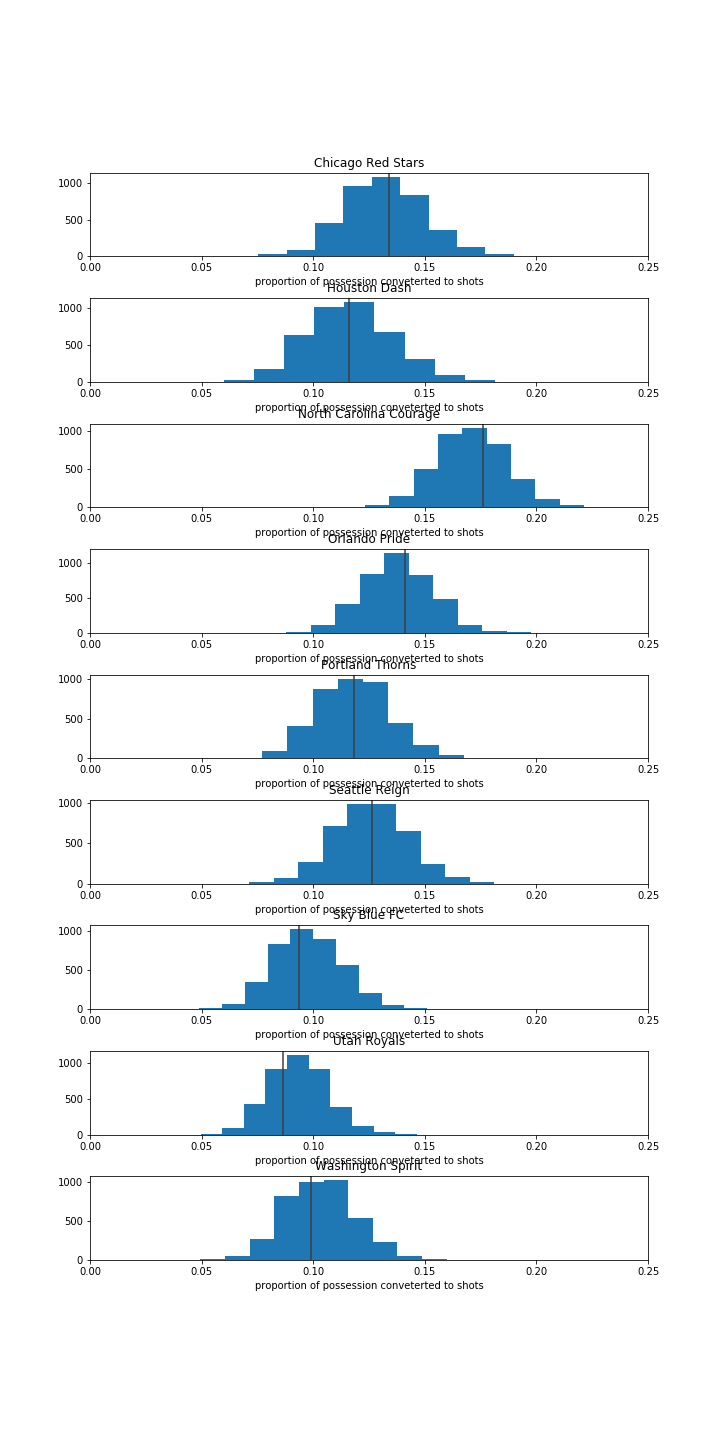 Chicago Red Stars
1000
500
0
0.00 0.05 0.10 0.15 0.20 0.25
proportion of possession conveterted to shots
Houston Dash
1000
500
0
0.00 0.05 0.10 0.15 0.20 0.25
proportion of possession conveterted to shots
North Carolina Courage
1000
500
0
0.00 0.05 0.10 0.15 0.20 0.25
proportion of possession conveterted to shots
Orlando Pride
1000
500
0
0.00 0.05 0.10 0.15 0.20 0.25
proportion of possession conveterted to shots
Portland Thorns
1000
500
0
0.00 0.05 0.10 0.15 0.20 0.25
proportion of possession conveterted to shots
Seattle Reign
1000
500
0
0.00 0.05 0.10 0.15 0.20 0.25
proportion of possession conveterted to shots
Sky Blue FC
1000
500
0
0.00 0.05 0.10 0.15 0.20 0.25
proportion of possession conveterted to shots
Utah Royals
1000
500
0
0.00 0.05 0.10 0.15 0.20 0.25
proportion of possession conveterted to shots
Washington Spirit
1000
500
0
0.00 0.05 0.10 0.15 0.20 0.25
proportion of possession conveterted to shots